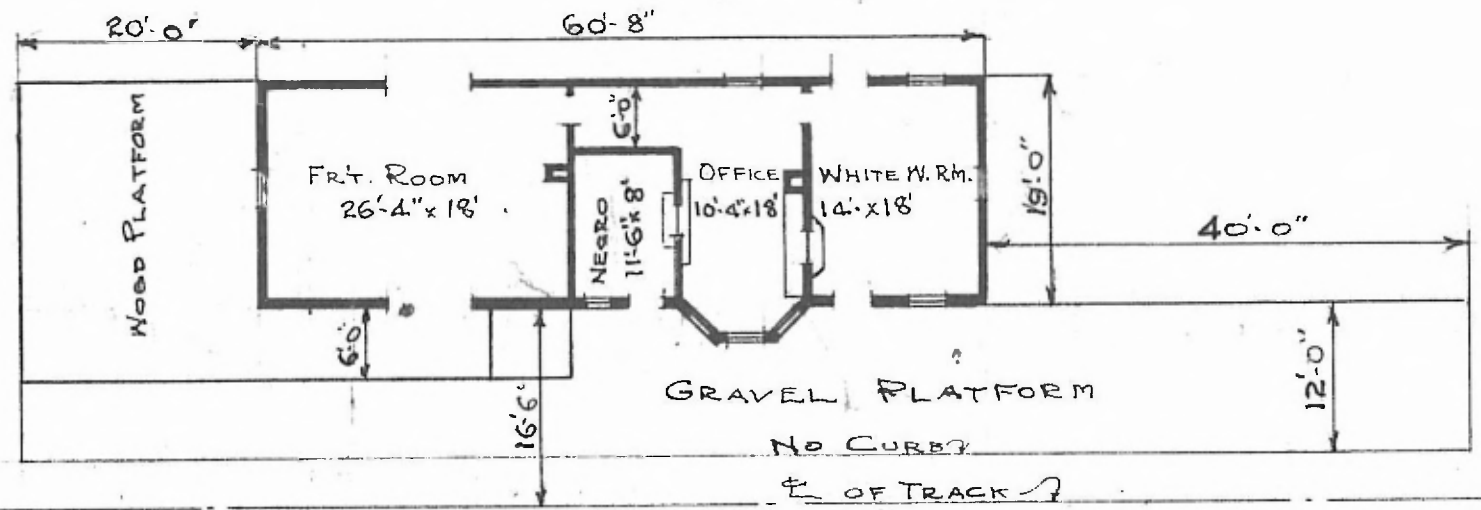 20'-0"
60'-8"
WOOD PLATFORM
FR'T. ROOM
26'-4" x 18'
6'-0
NEGRO
11'-6" x 8'
OFFICE
10'-4" x 18'
WHITE W. RM.
14'- x 18'
19'-0"
40'-0"
6'-0
16'-6"
GRAVEL PLATFORM
12'-0"
NO CURB
℄ OF TRACK